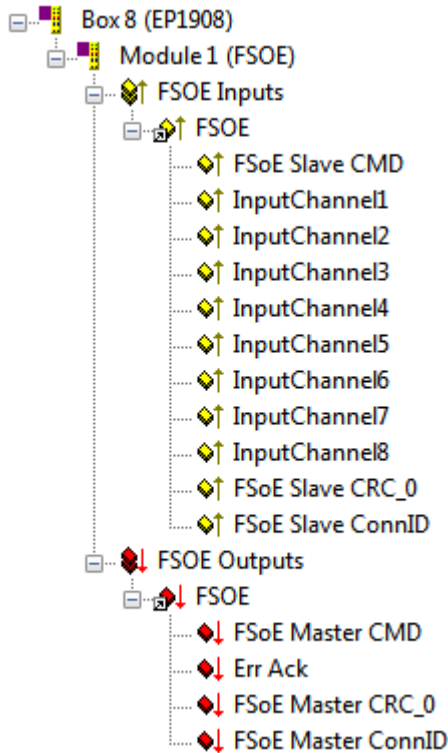 Box 8 (EP1908)
Module 1 (FSOE)
FSOE Inputs
FSOE
FSoE Slave CMD
InputChannel1
InputChannel2
InputChannel3
InputChannel4
InputChannel5
InputChannel6
InputChannel7
InputChannel8
FSoE Slave CRC_0
FSoE Slave ConnID
FSOE Outputs
FSOE
FSoE Master CMD
Err Ack
FSoE Master CRC_0
FSoE Master ConnID